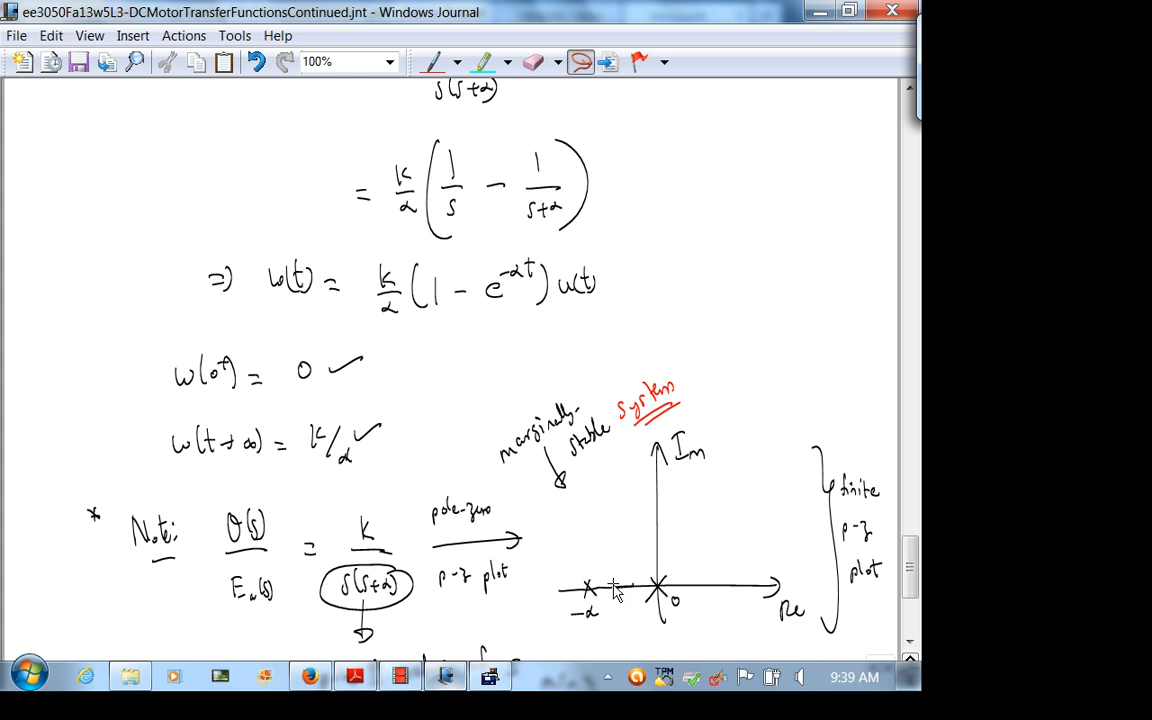 ee3050Fa13w5L3-DCMotorTransferFunctionsContinued.jnt - Windows Journal
File Edit View Insert Actions Tools Help
100%
s(s+α)
= K/α (1/s − 1/(s+α))
=> ω(t) = K/α (1 − e^{-αt}) u(t)
ω(0+) = 0 ✓
ω(t→∞) = K/α ✓
marginally-stable system
Im
* Note: Θ(s)/Ea(s) = K/(s(s+α))
pole-zero
p-z plot
-α
0
Re
finite
p-z
plot
TPM
9:39 AM